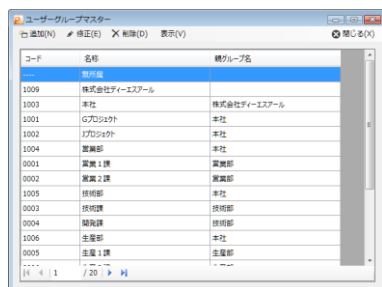 ユーザーグループマスター
追加(N) 修正(E) 削除(D) 表示(V) 閉じる(X)
コード 名称 親グループ名
---- 無所属
1009 株式会社ティーエスアール
1003 本社 株式会社ティーエスアール
1001 Gプロジェクト 本社
1002 Jプロジェクト 本社
1004 営業部 本社
0001 営業1課 営業部
0002 営業2課 営業部
1005 技術部 本社
0003 技術課 技術部
0004 開発課 技術部
1006 生産部 本社
0005 生産1課 生産部
1 / 20